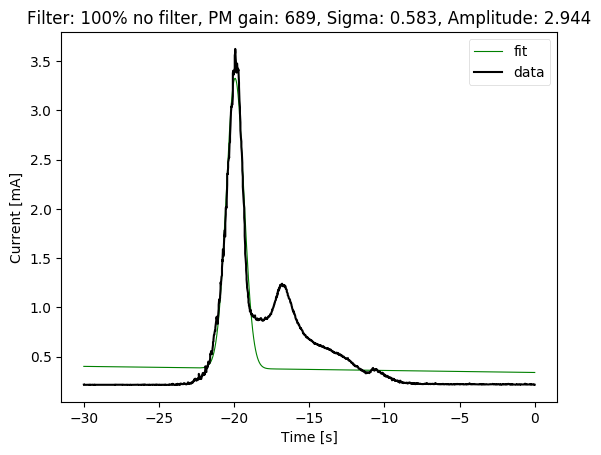 Filter: 100% no filter, PM gain: 689, Sigma: 0.583, Amplitude: 2.944
fit
data
3.5
3.0
2.5
2.0
1.5
1.0
0.5
Current [mA]
−30 −25 −20 −15 −10 −5 0
Time [s]